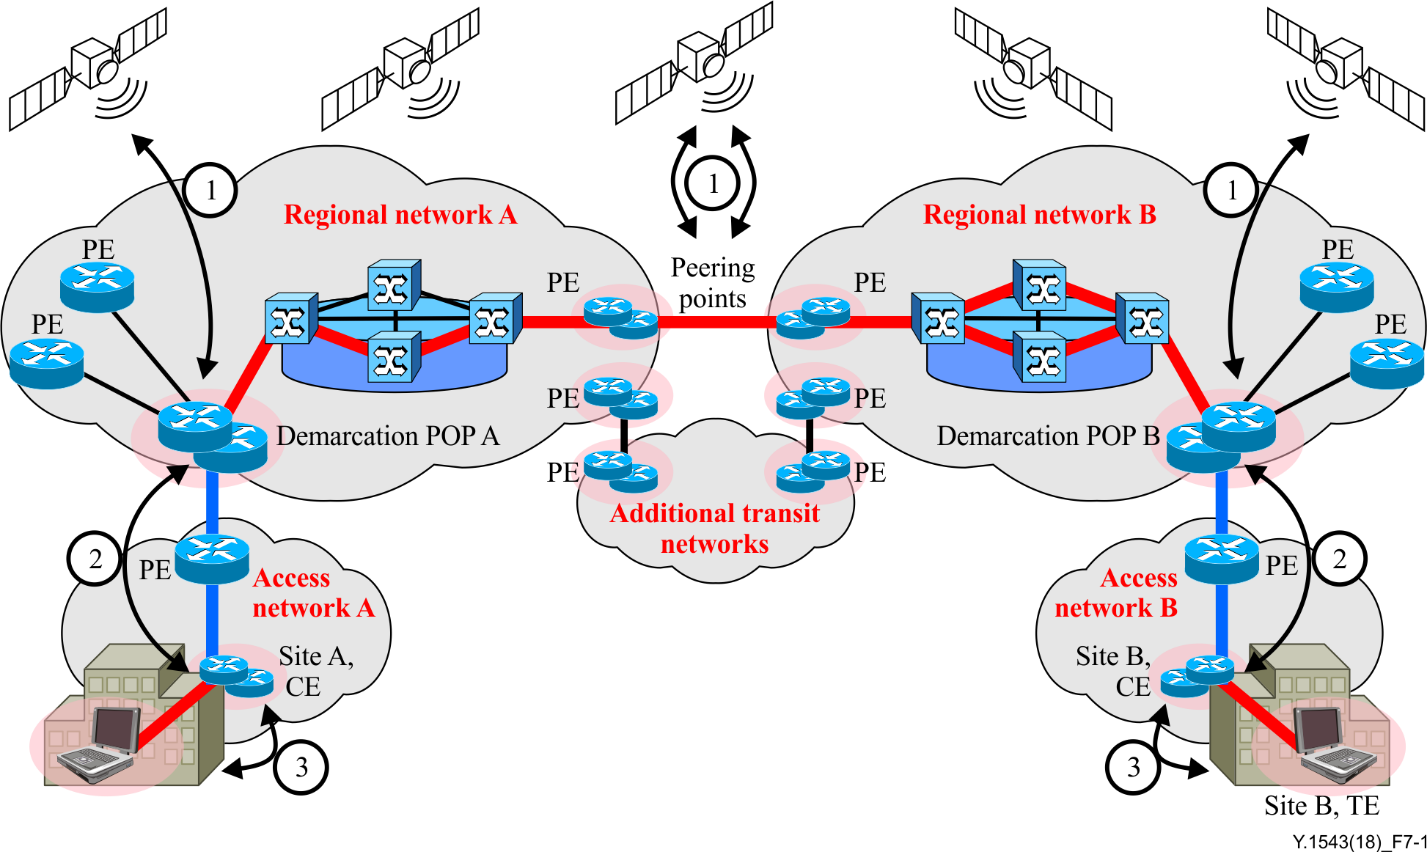 1
1
1
Regional network A
Regional network B
PE
PE
Peering
points
PE
PE
PE
PE
PE
PE
Demarcation POP A
Demarcation POP B
PE
PE
PE
PE
Additional transit
networks
2
PE
Access
network A
Access
network B
PE
2
Site A,
CE
Site B,
CE
3
3
Site B, TE
Y.1543(18)_F7-1